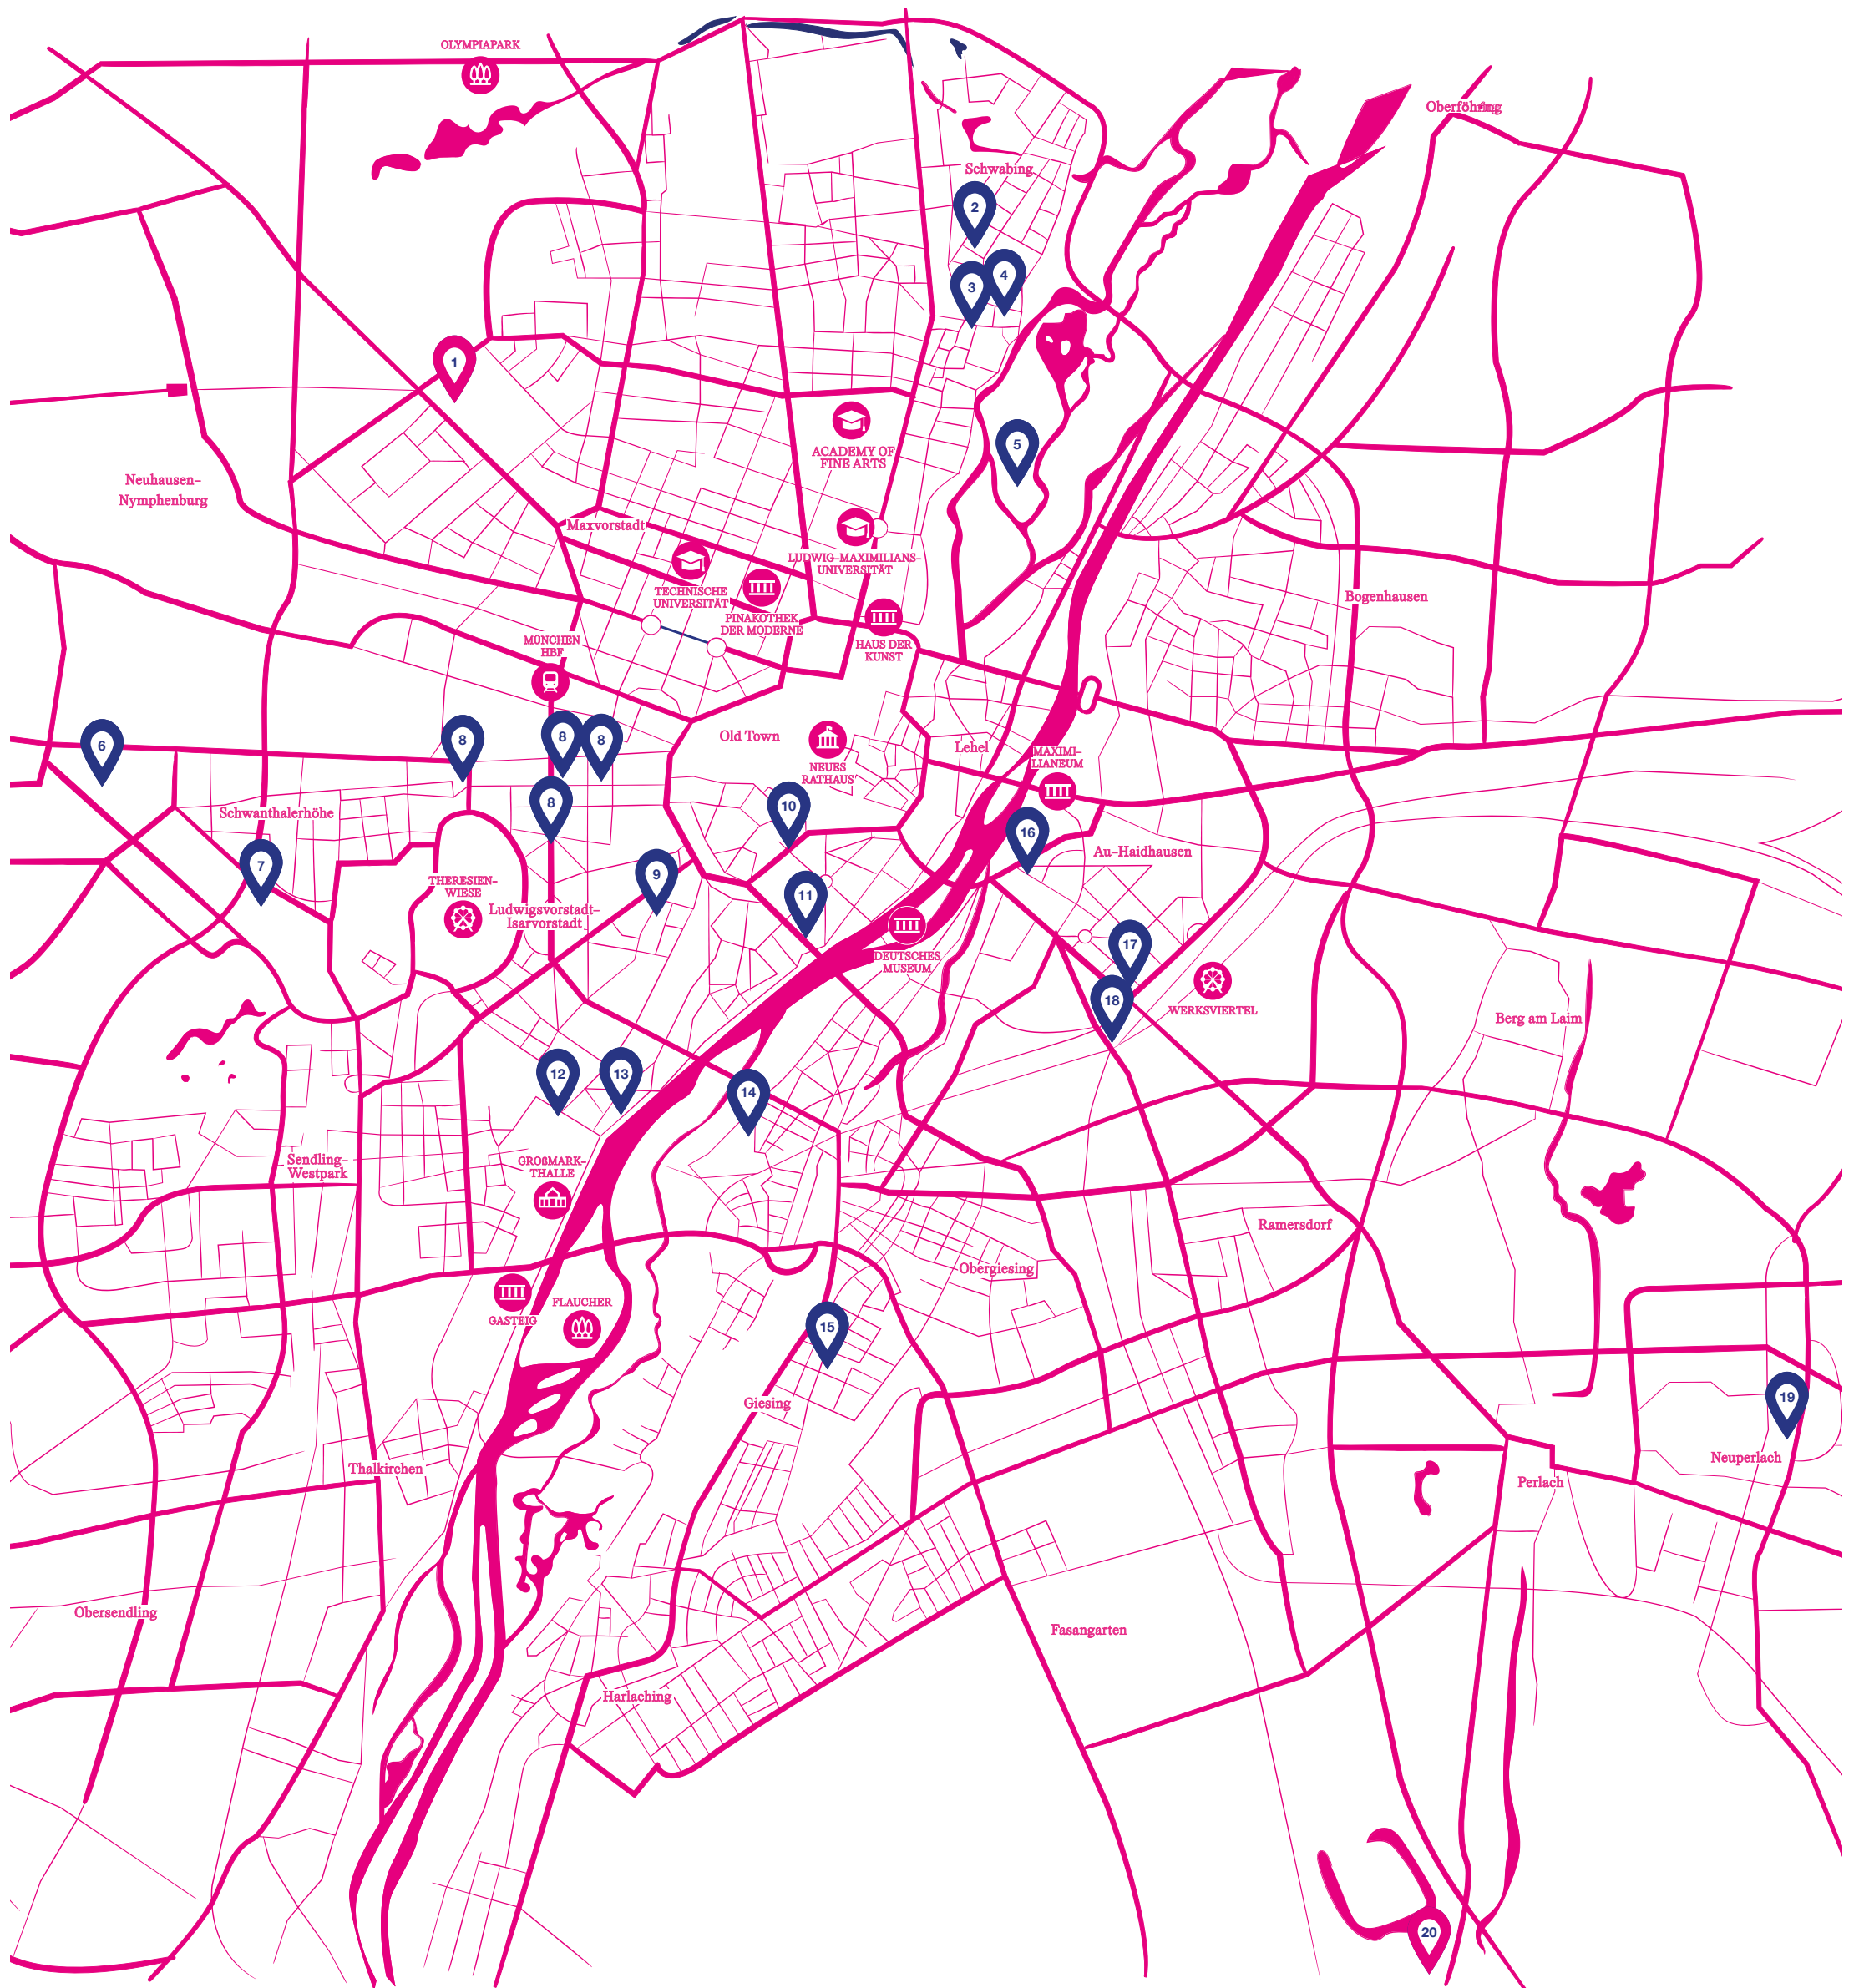 OLYMPIAPARK
Oberföhring
Schwabing
2
4
3
1
ACADEMY OF
FINE ARTS
5
Neuhausen-
Nymphenburg
Maxvorstadt
LUDWIG-MAXIMILIANS-
UNIVERSITÄT
TECHNISCHE
UNIVERSITÄT
PINAKOTHEK
DER MODERNE
Bogenhausen
MÜNCHEN
HBF
HAUS DER
KUNST
6
8
8
8
Old Town
NEUES
RATHAUS
Lehel
MAXIMI-
LIANEUM
8
10
Schwanthalerhöhe
16
Au-Haidhausen
7
9
THERESIEN-
WIESE
11
Ludwigsvorstadt-
Isarvorstadt
DEUTSCHES
MUSEUM
17
18
WERKSVIERTEL
Berg am Laim
12
13
14
Sendling-
Westpark
GROßMARK-
THALLE
Ramersdorf
Obergiesing
GASTEIG
FLAUCHER
15
19
Giesing
Thalkirchen
Neuperlach
Perlach
Obersendling
Fasangarten
Harlaching
20